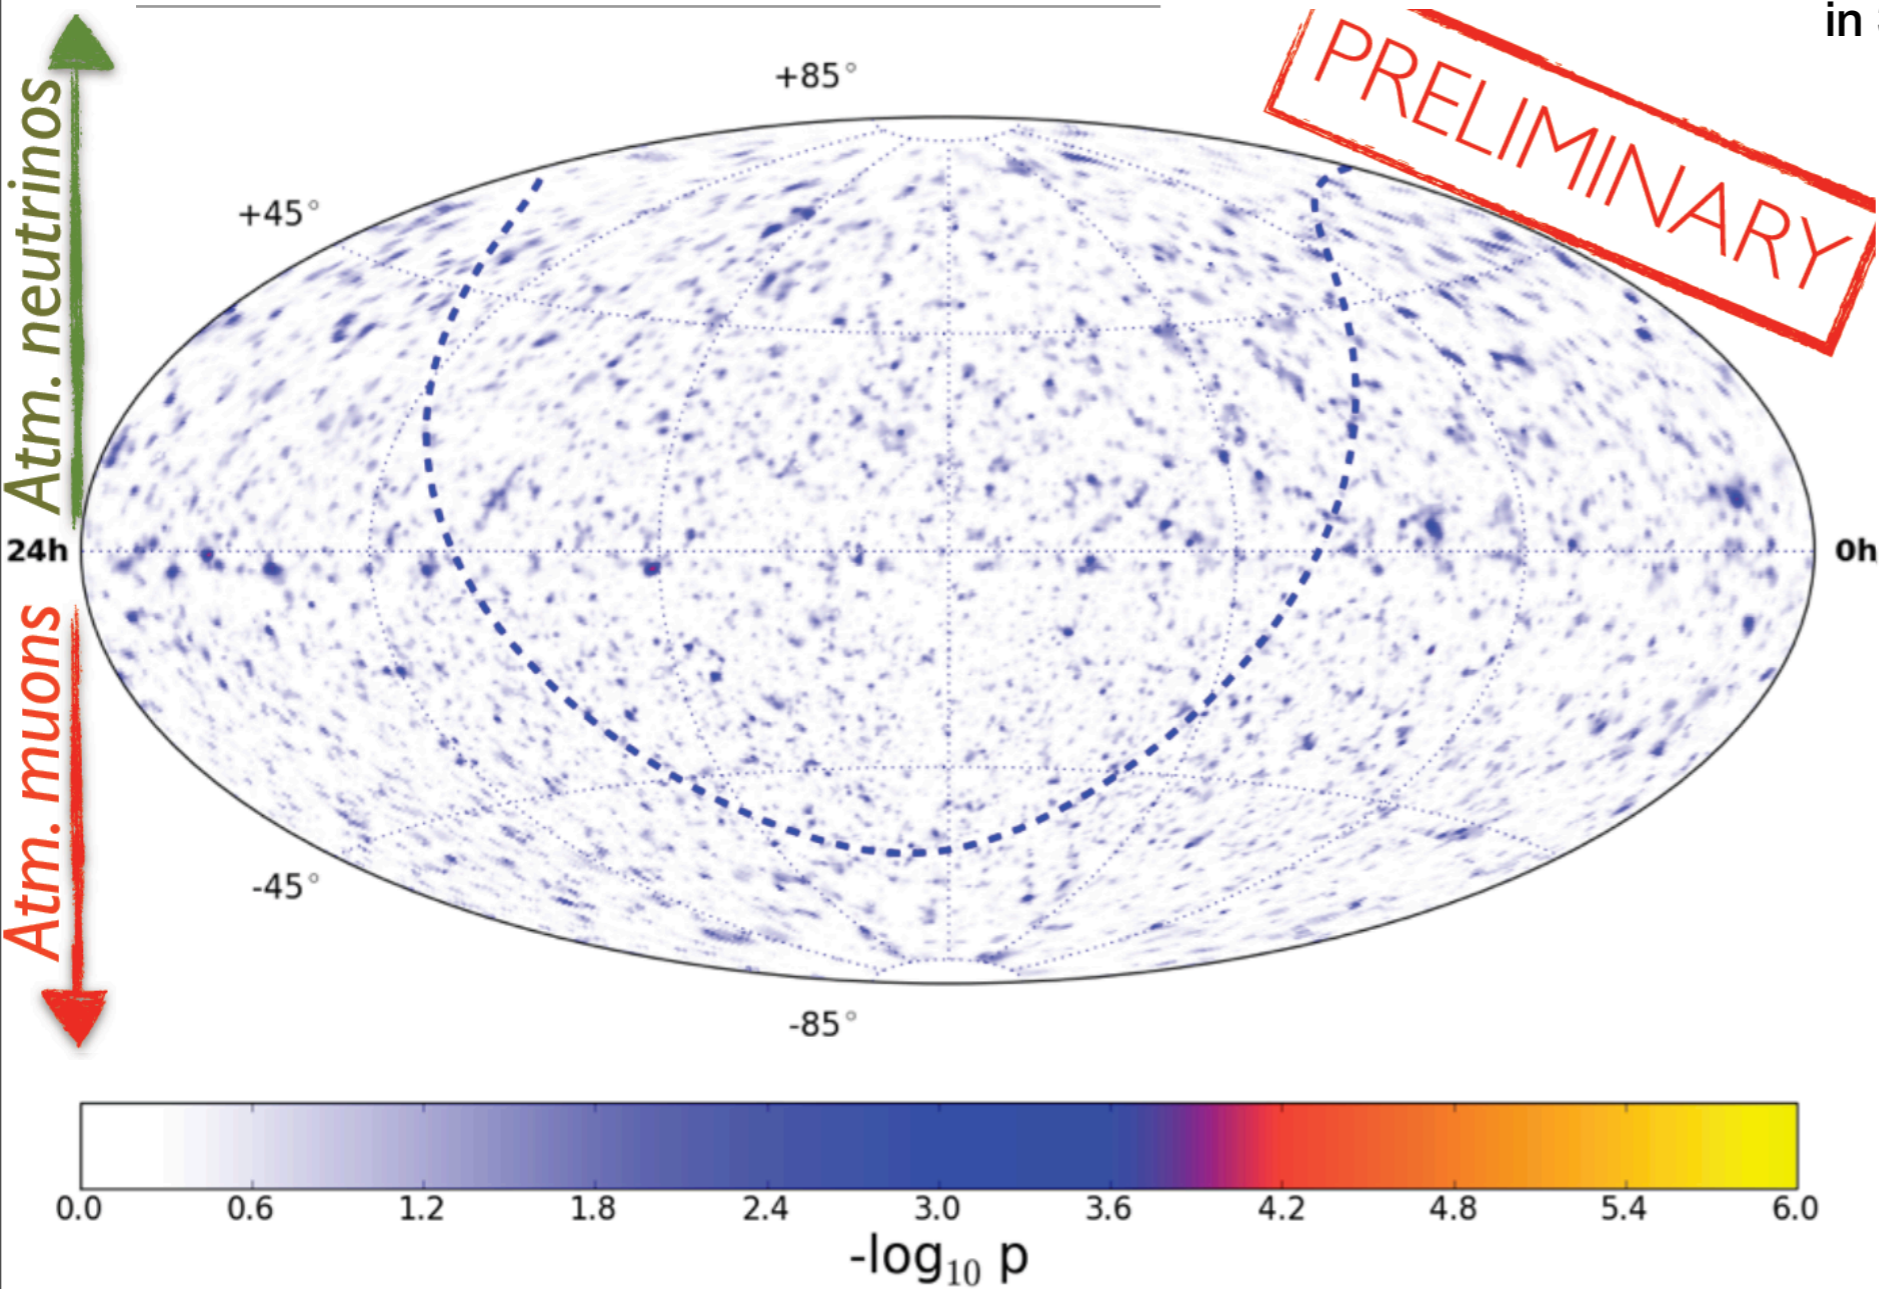 in
PRELIMINARY
+85°
+45°
Atm. neutrinos
24h
0h
Atm. muons
-45°
-85°
0.0 0.6 1.2 1.8 2.4 3.0 3.6 4.2 4.8 5.4 6.0
-log₁₀ p